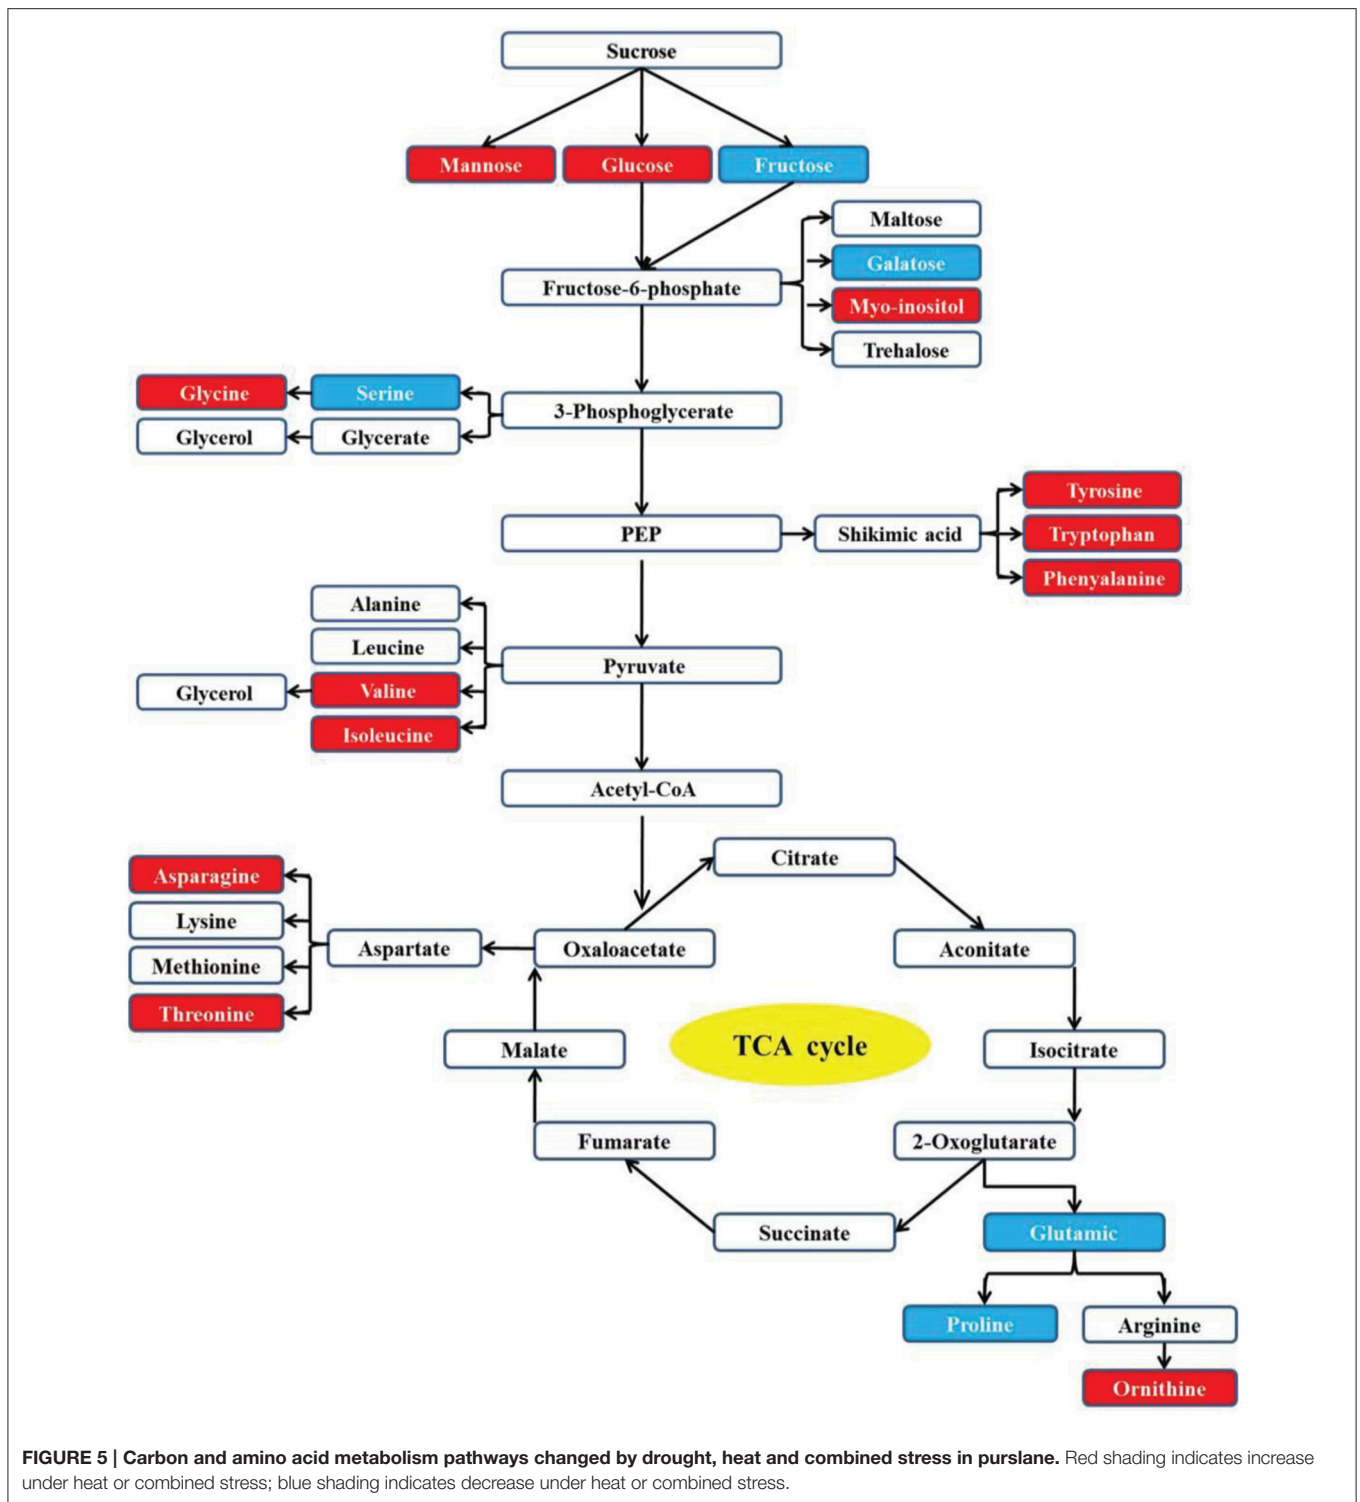 Sucrose
Mannose
Glucose
Fructose
Maltose
Galatose
Fructose-6-phosphate
Myo-inositol
Trehalose
Glycine
Serine
3-Phosphoglycerate
Glycerol
Glycerate
Tyrosine
PEP
Shikimic acid
Tryptophan
Phenyalanine
Alanine
Leucine
Pyruvate
Glycerol
Valine
Isoleucine
Acetyl-CoA
Citrate
Asparagine
Lysine
Aspartate
Oxaloacetate
Aconitate
Methionine
Threonine
TCA cycle
Malate
Isocitrate
Fumarate
2-Oxoglutarate
Succinate
Glutamic
Proline
Arginine
Ornithine
FIGURE 5 | Carbon and amino acid metabolism pathways changed by drought, heat and combined stress in purslane. Red shading indicates increase
under heat or combined stress; blue shading indicates decrease under heat or combined stress.